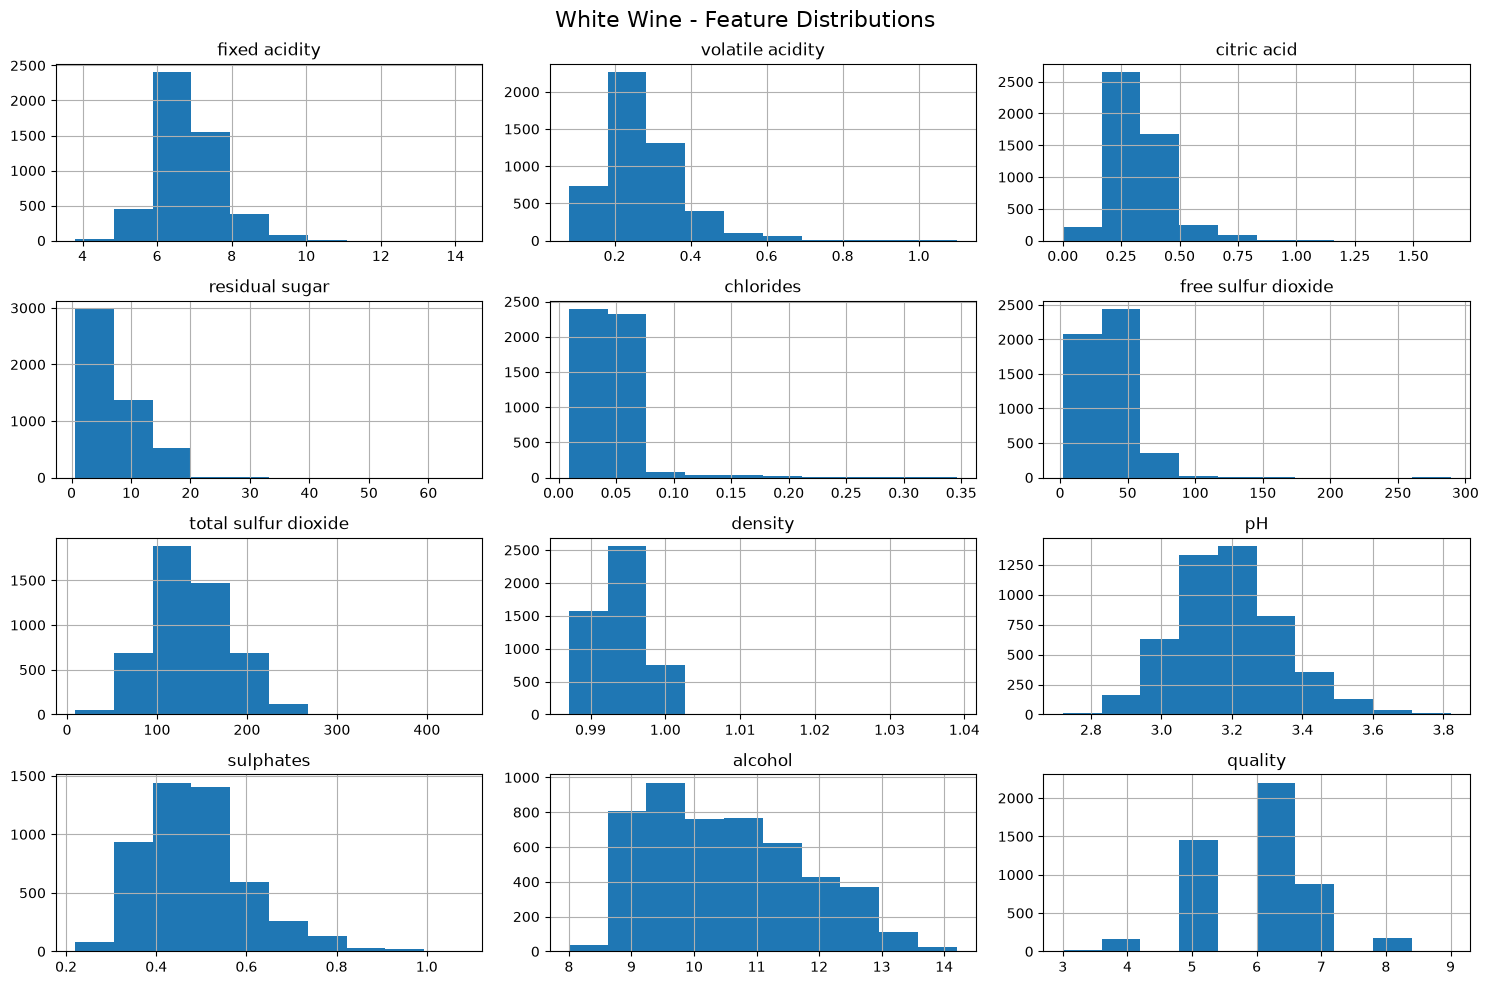 White Wine - Feature Distributions
fixed acidity
2500
2000
1500
1000
500
0
4 6 8 10 12 14
volatile acidity
2000
1500
1000
500
0
0.2 0.4 0.6 0.8 1.0
citric acid
2500
2000
1500
1000
500
0
0.00 0.25 0.50 0.75 1.00 1.25 1.50
residual sugar
3000
2000
1000
0
0 10 20 30 40 50 60
chlorides
2500
2000
1500
1000
500
0
0.00 0.05 0.10 0.15 0.20 0.25 0.30 0.35
free sulfur dioxide
2500
2000
1500
1000
500
0
0 50 100 150 200 250 300
total sulfur dioxide
1500
1000
500
0
0 100 200 300 400
density
2500
2000
1500
1000
500
0
0.99 1.00 1.01 1.02 1.03 1.04
pH
1250
1000
750
500
250
0
2.8 3.0 3.2 3.4 3.6 3.8
sulphates
1500
1000
500
0
0.2 0.4 0.6 0.8 1.0
alcohol
1000
800
600
400
200
0
8 9 10 11 12 13 14
quality
2000
1500
1000
500
0
3 4 5 6 7 8 9